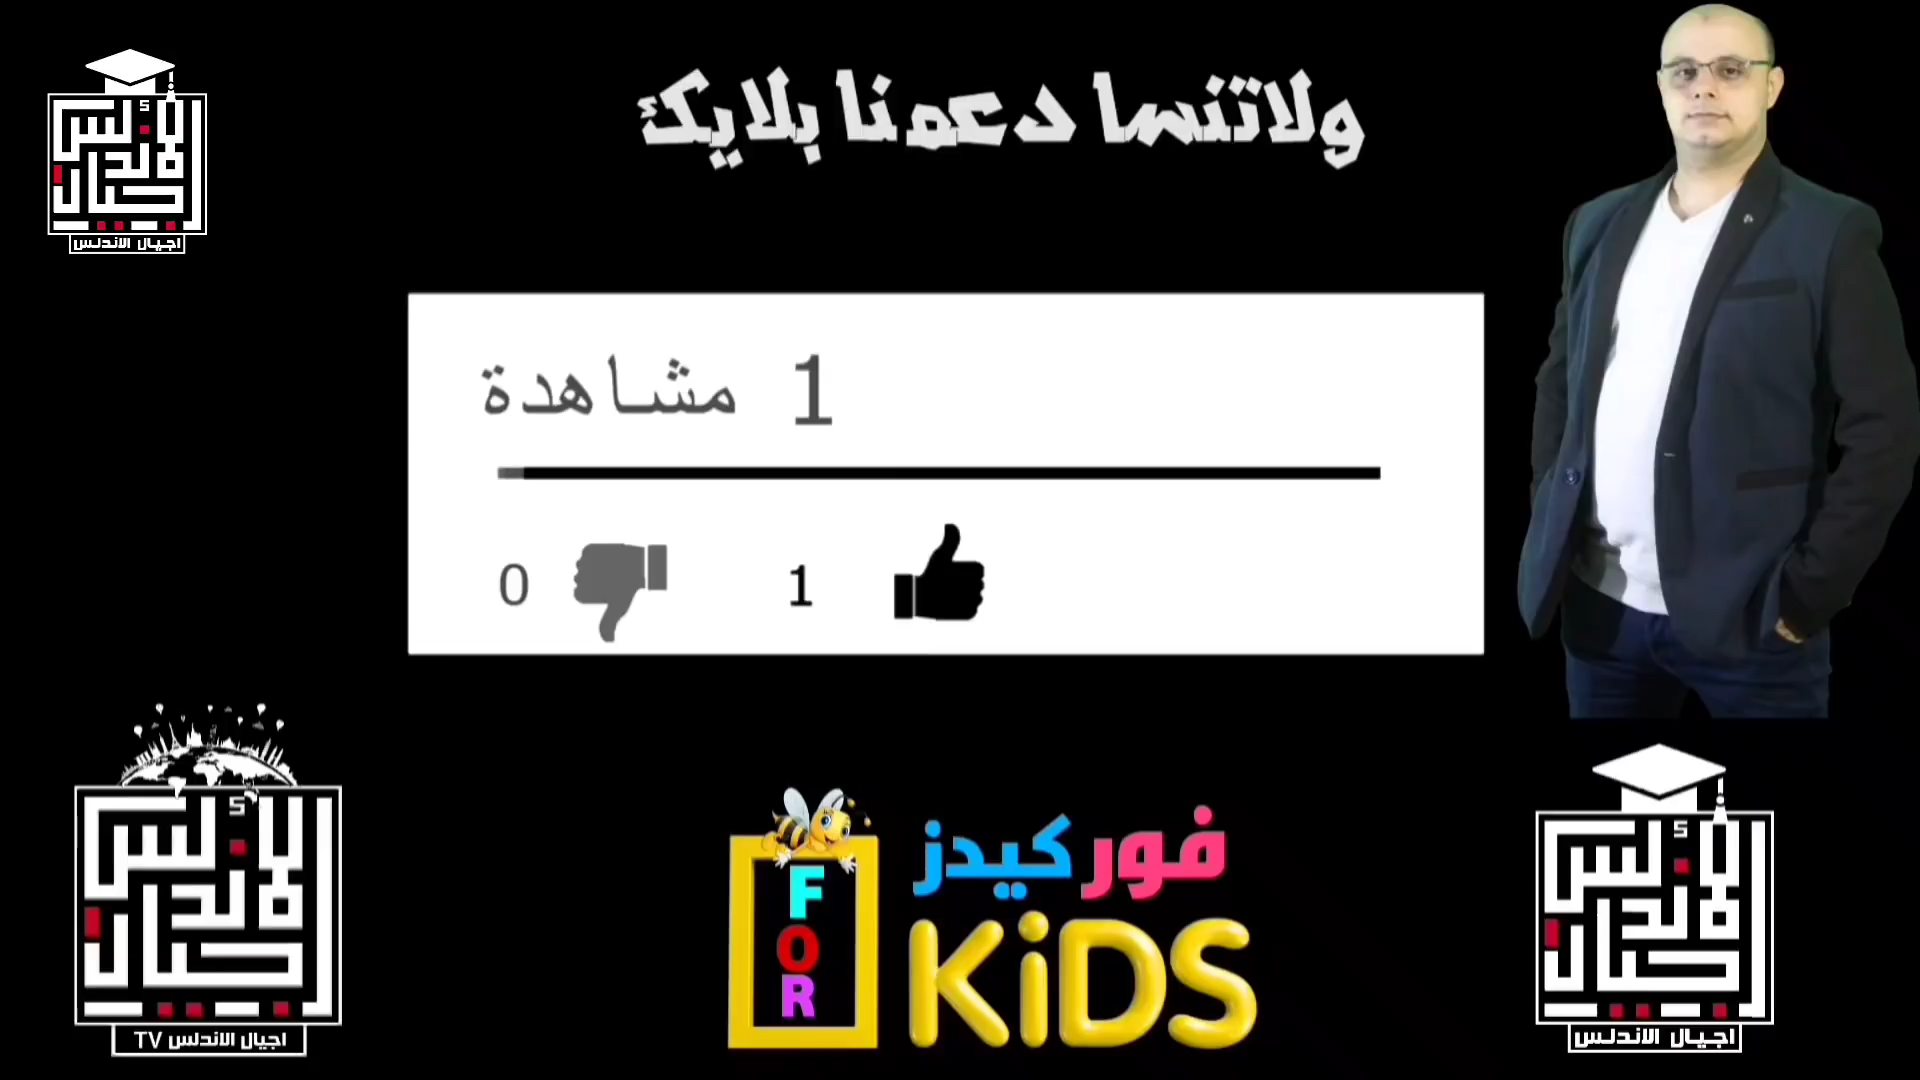 ولاتنسا دعمنا بلايك
اجيال الاندلس
1 مشاهدة
0 1
اجيال الاندلس TV
FOR
فور كيدز
KiDS
اجيال الاندلس